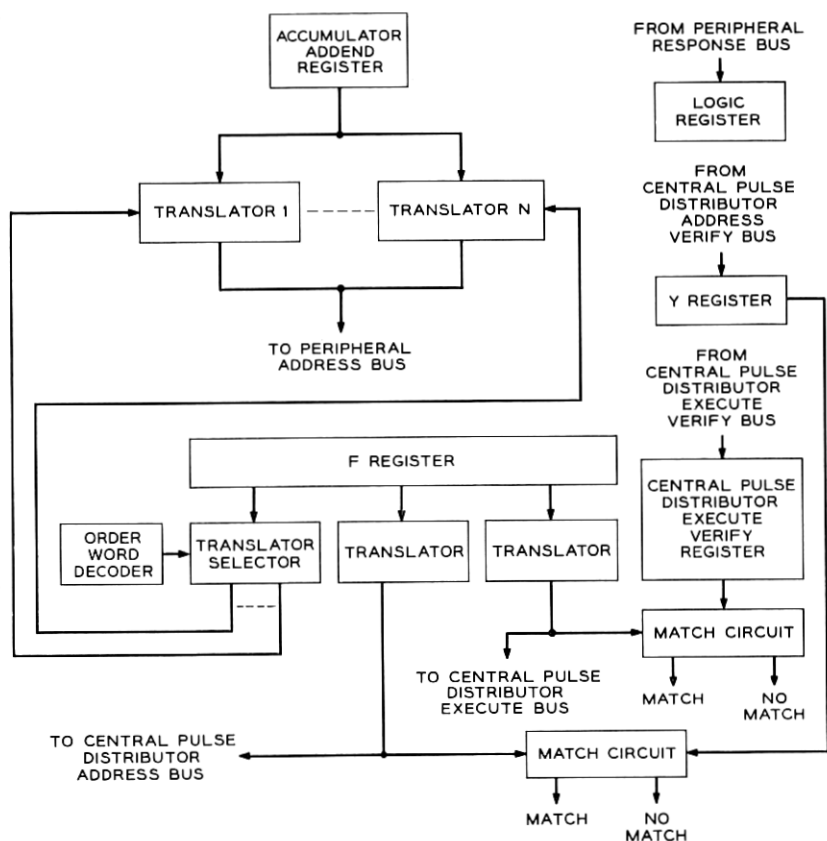 ACCUMULATOR
ADDEND
REGISTER
FROM PERIPHERAL
RESPONSE BUS
LOGIC
REGISTER
TRANSLATOR 1
TRANSLATOR N
FROM
CENTRAL PULSE
DISTRIBUTOR
ADDRESS
VERIFY BUS
Y REGISTER
TO PERIPHERAL
ADDRESS BUS
FROM
CENTRAL PULSE
DISTRIBUTOR
EXECUTE
VERIFY BUS
F REGISTER
CENTRAL PULSE
DISTRIBUTOR
EXECUTE
VERIFY
REGISTER
ORDER
WORD
DECODER
TRANSLATOR
SELECTOR
TRANSLATOR
TRANSLATOR
MATCH CIRCUIT
MATCH
NO
MATCH
TO CENTRAL PULSE
DISTRIBUTOR
EXECUTE BUS
TO CENTRAL PULSE
DISTRIBUTOR
ADDRESS BUS
MATCH CIRCUIT
MATCH
NO
MATCH